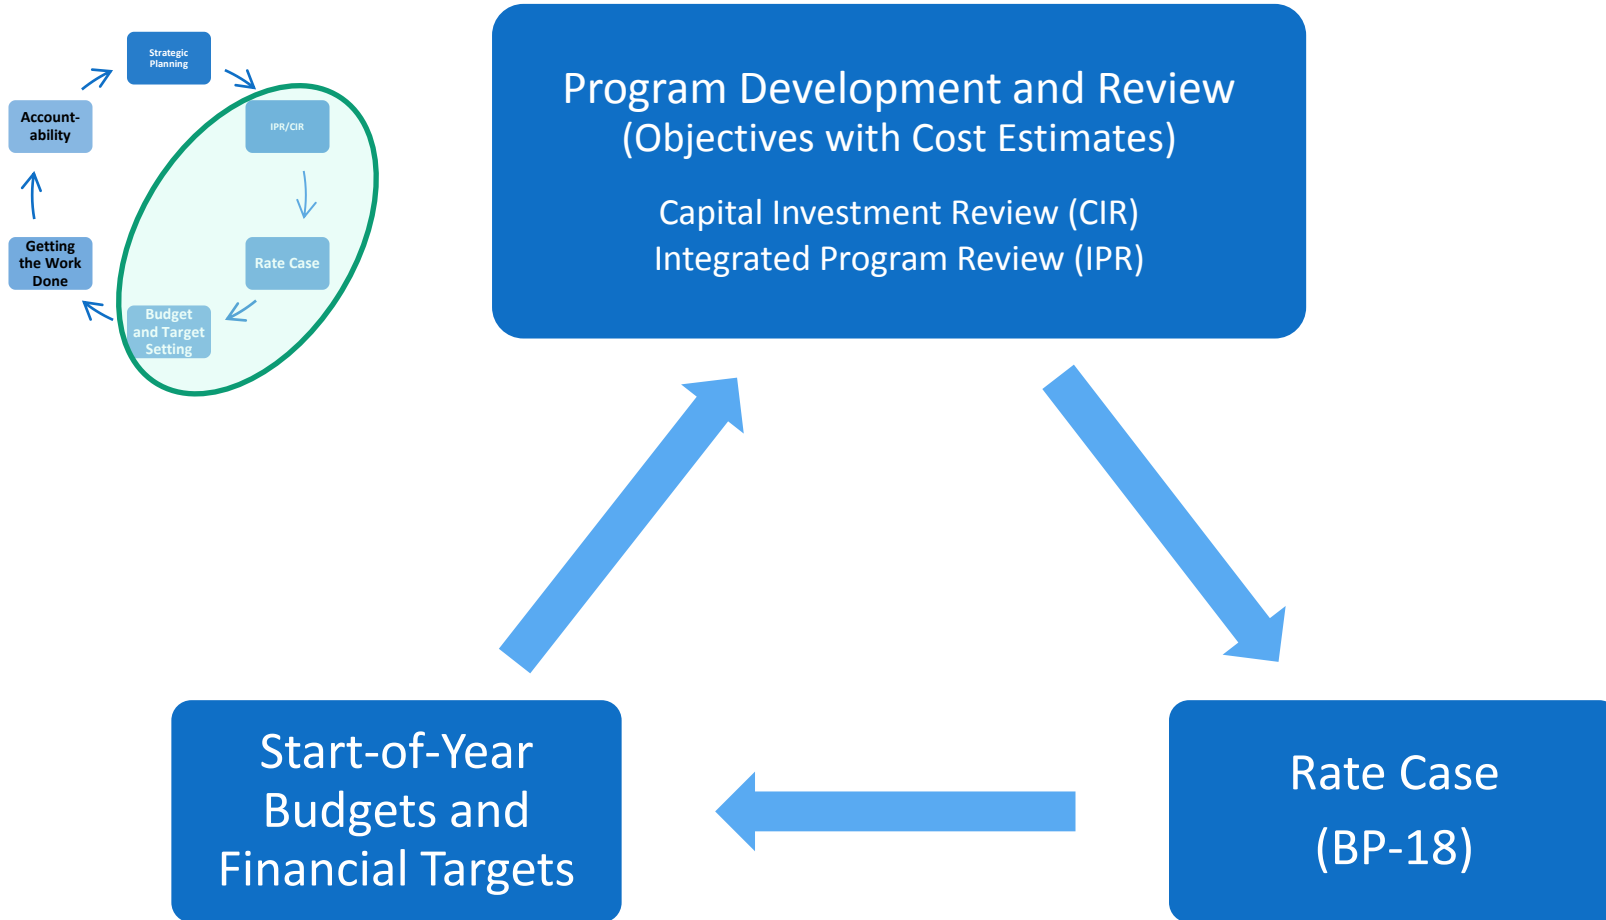 Strategic
Planning
IPR/CIR
Rate Case
Budget
and Target
Setting
Getting
the Work
Done
Account-
ability
Program Development and Review
(Objectives with Cost Estimates)
Capital Investment Review (CIR)
Integrated Program Review (IPR)
Rate Case
(BP-18)
Start-of-Year
Budgets and
Financial Targets